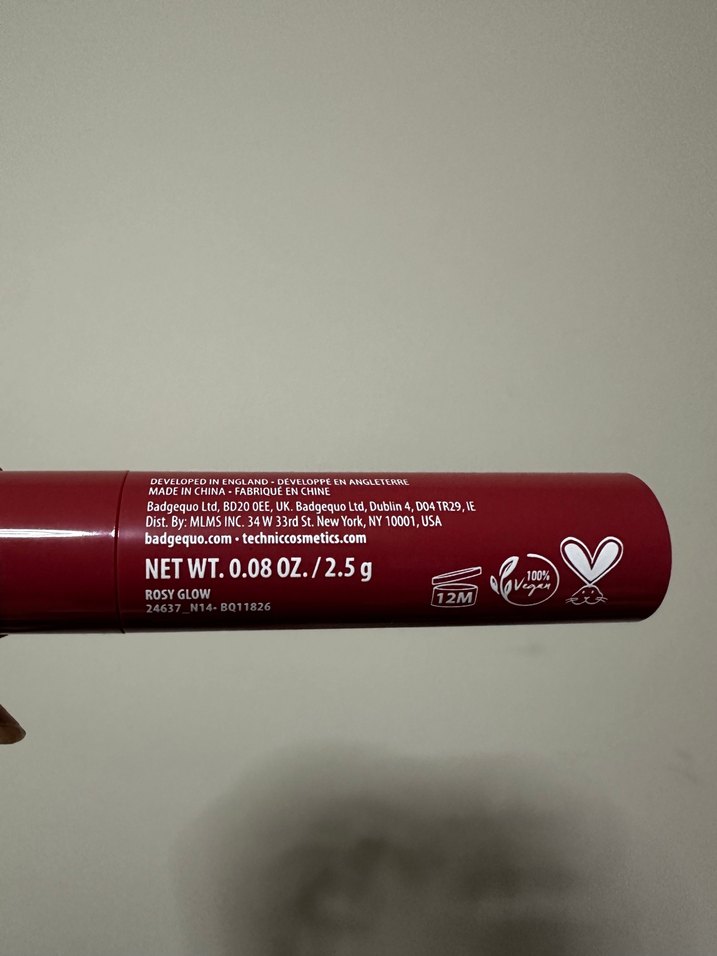 DEVELOPED IN ENGLAND - DÉVELOPPÉ EN ANGLETERRE
MADE IN CHINA - FABRIQUÉ EN CHINE
Badgequo Ltd, BD20 0EE, UK. Badgequo Ltd, Dublin 4, D04 TR29, IE
Dist. By: MLMS INC. 34 W 33rd St. New York, NY 10001, USA
badgequo.com • techniccosmetics.com
NET WT. 0.08 OZ. / 2.5 g
ROSY GLOW
24637_N14- BQ11826
12M
100%
Vegan